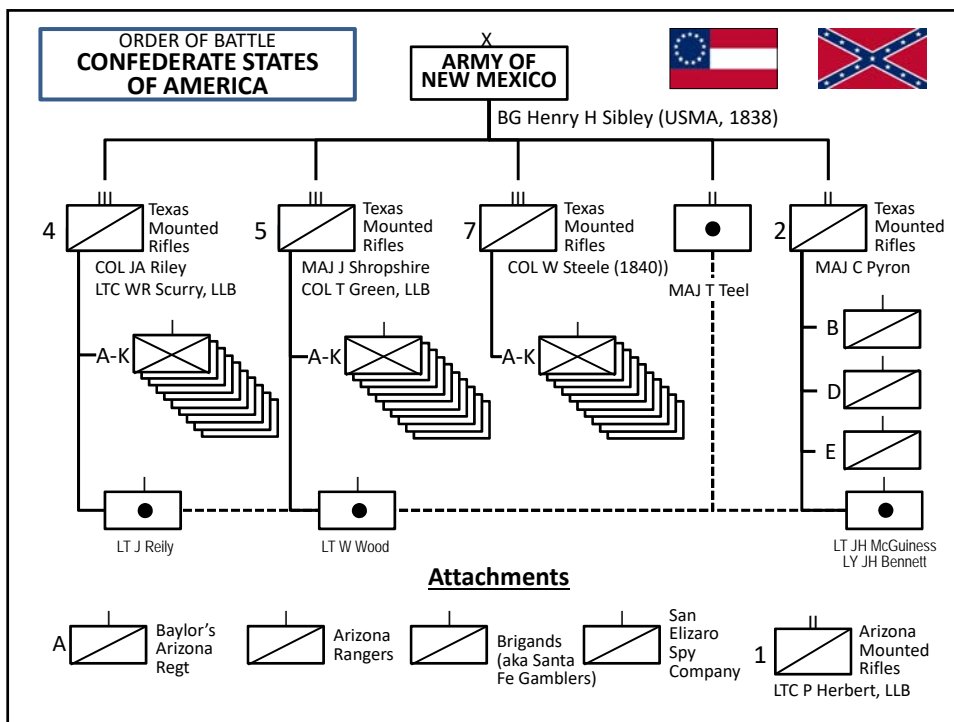 ORDER OF BATTLE
CONFEDERATE STATES
OF AMERICA
X
ARMY OF
NEW MEXICO
BG Henry H Sibley (USMA, 1838)
4
III
Texas
Mounted
Rifles
COL JA Riley
LTC WR Scurry, LLB
5
III
Texas
Mounted
Rifles
MAJ J Shropshire
COL T Green, LLB
7
III
Texas
Mounted
Rifles
COL W Steele (1840))
II
MAJ T Teel
2
II
Texas
Mounted
Rifles
MAJ C Pyron
A-K
A-K
A-K
B
D
E
LT J Reily
LT W Wood
LT JH McGuiness
LY JH Bennett
Attachments
A
Baylor's
Arizona
Regt
Arizona
Rangers
Brigands
(aka Santa
Fe Gamblers)
San
Elizaro
Spy
Company
1
II
Arizona
Mounted
Rifles
LTC P Herbert, LLB